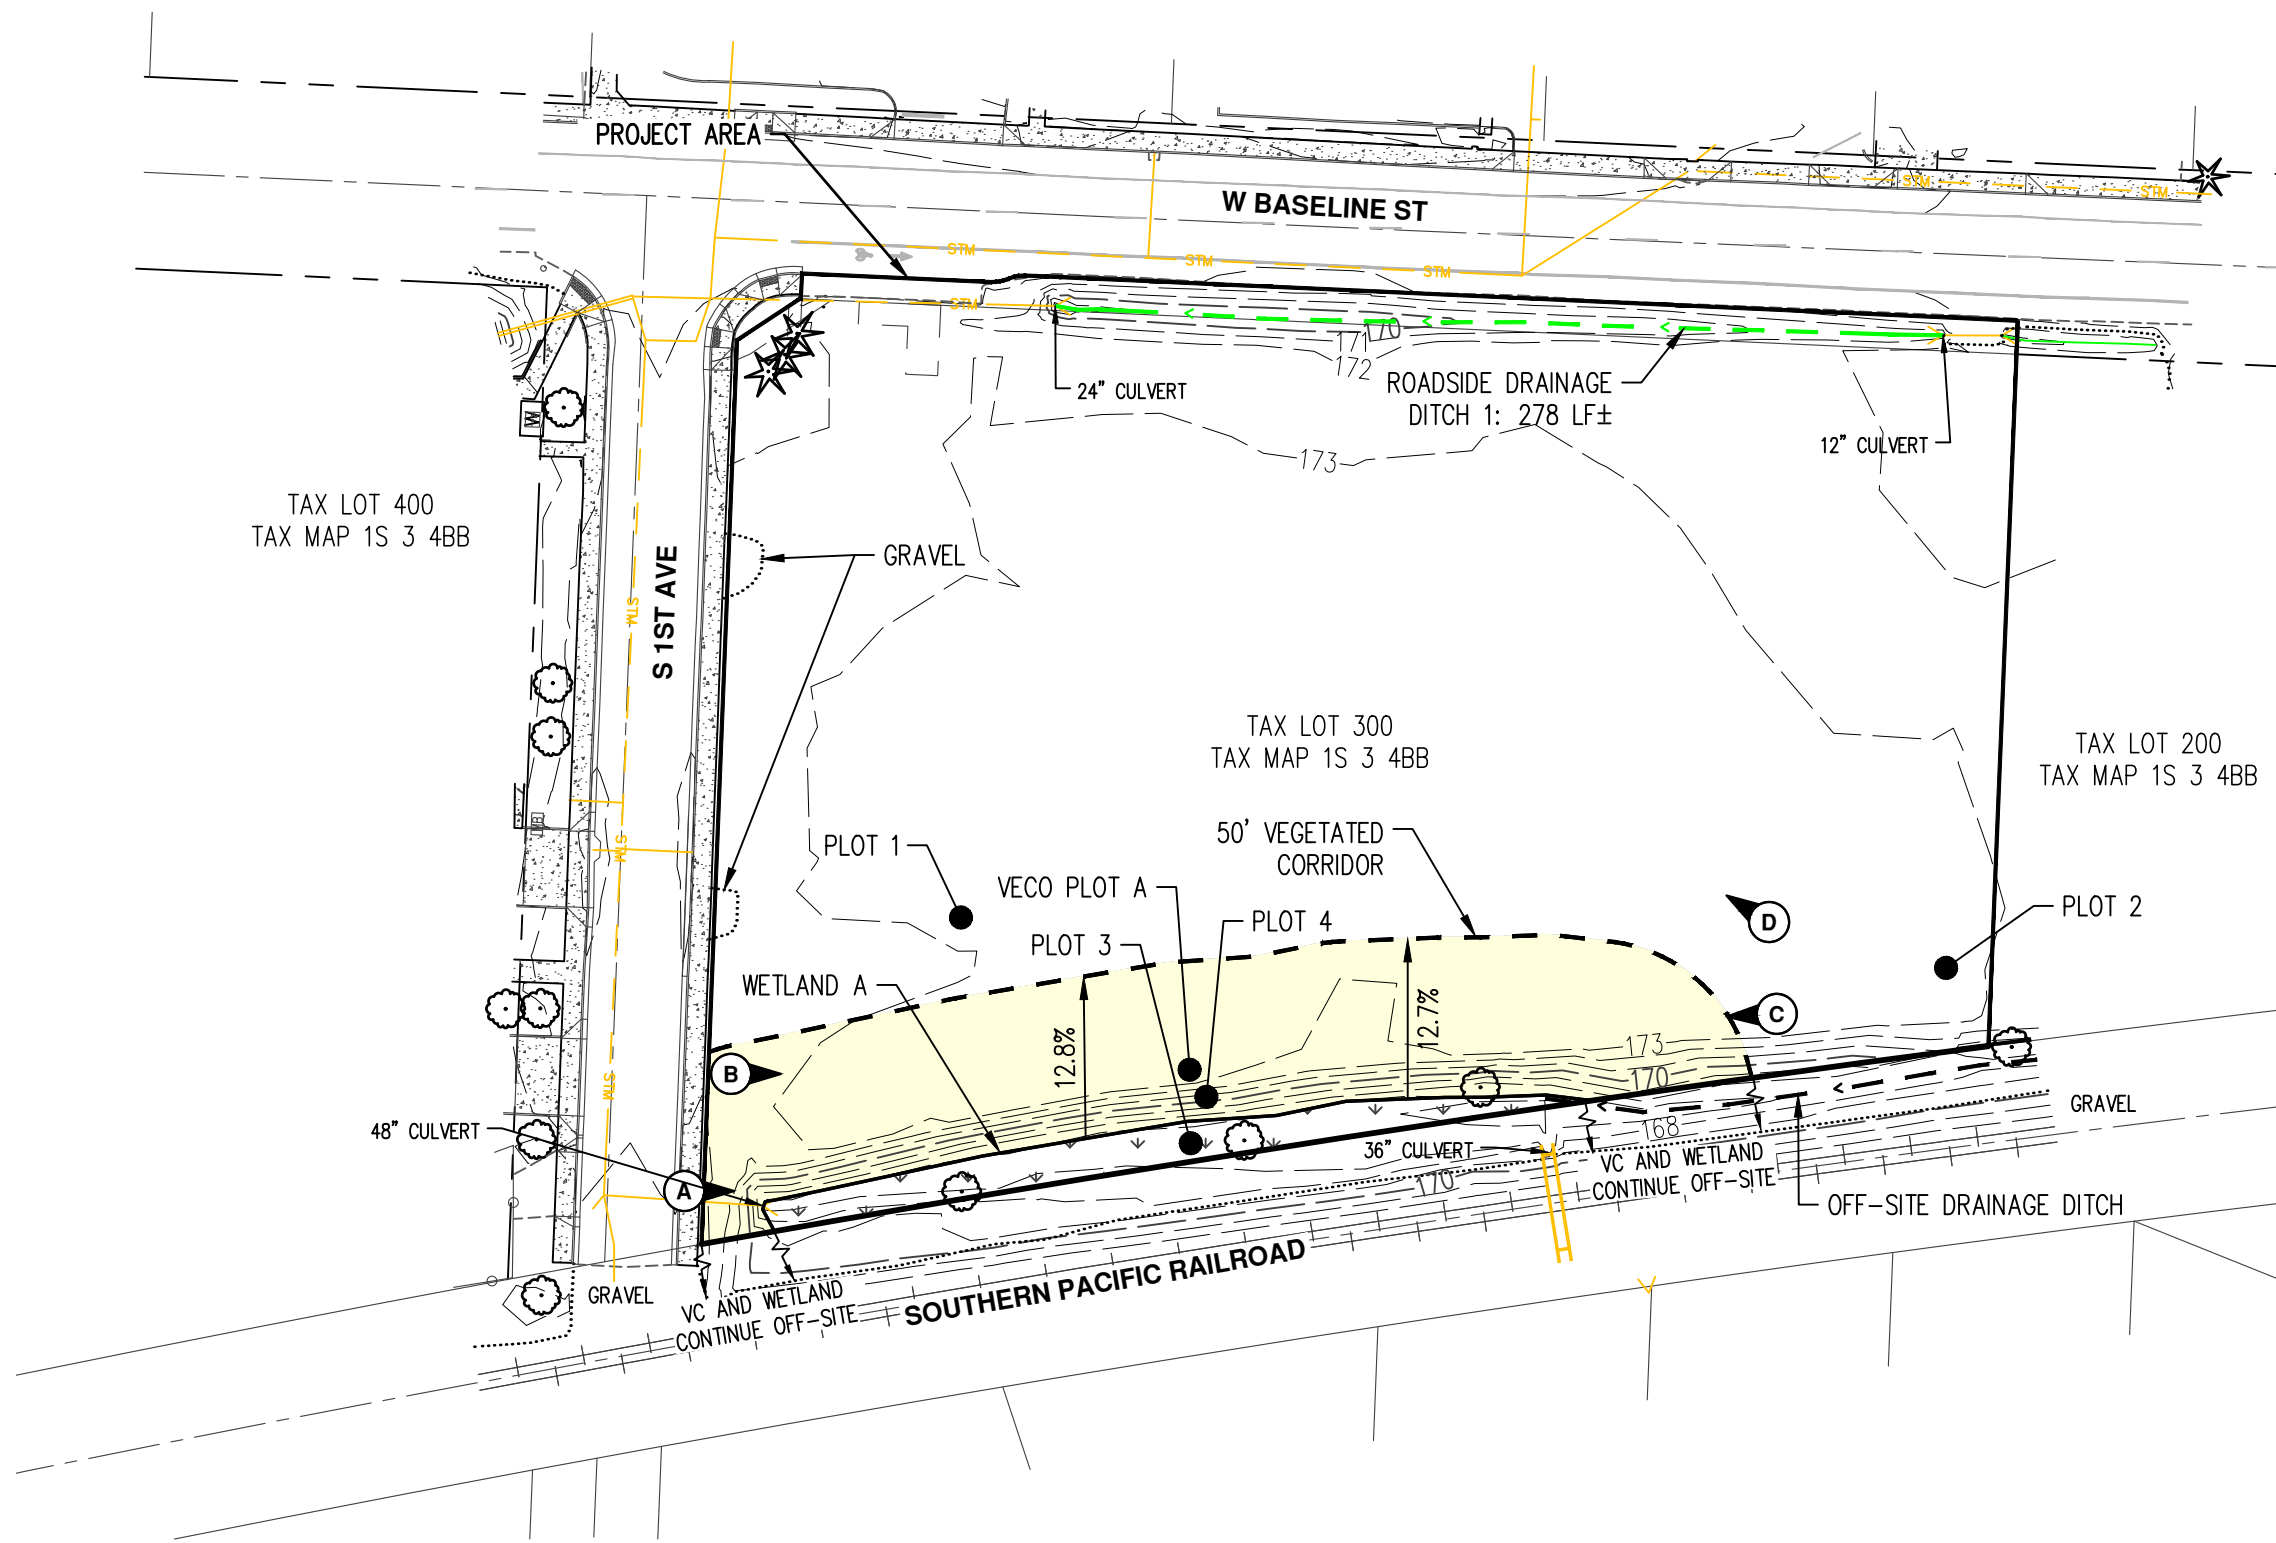 PROJECT AREA
W BASELINE ST
STM
STM
STM
STM
STM
STM
171
170
172
24” CULVERT
ROADSIDE DRAINAGE
DITCH 1: 278 LF±
12” CULVERT
W
173
TAX LOT 400
TAX MAP 1S 3 4BB
S 1ST AVE
STM
GRAVEL
TAX LOT 300
TAX MAP 1S 3 4BB
TAX LOT 200
TAX MAP 1S 3 4BB
MB
STM
PLOT 1
50’ VEGETATED
CORRIDOR
VECO PLOT A
PLOT 4
PLOT 3
D
PLOT 2
WETLAND A
C
12.8%
12.7%
173
B
170
STM
48” CULVERT
168
GRAVEL
36” CULVERT
VC AND WETLAND
CONTINUE OFF-SITE
A
170
OFF-SITE DRAINAGE DITCH
SOUTHERN PACIFIC RAILROAD
GRAVEL
VC AND WETLAND
CONTINUE OFF-SITE